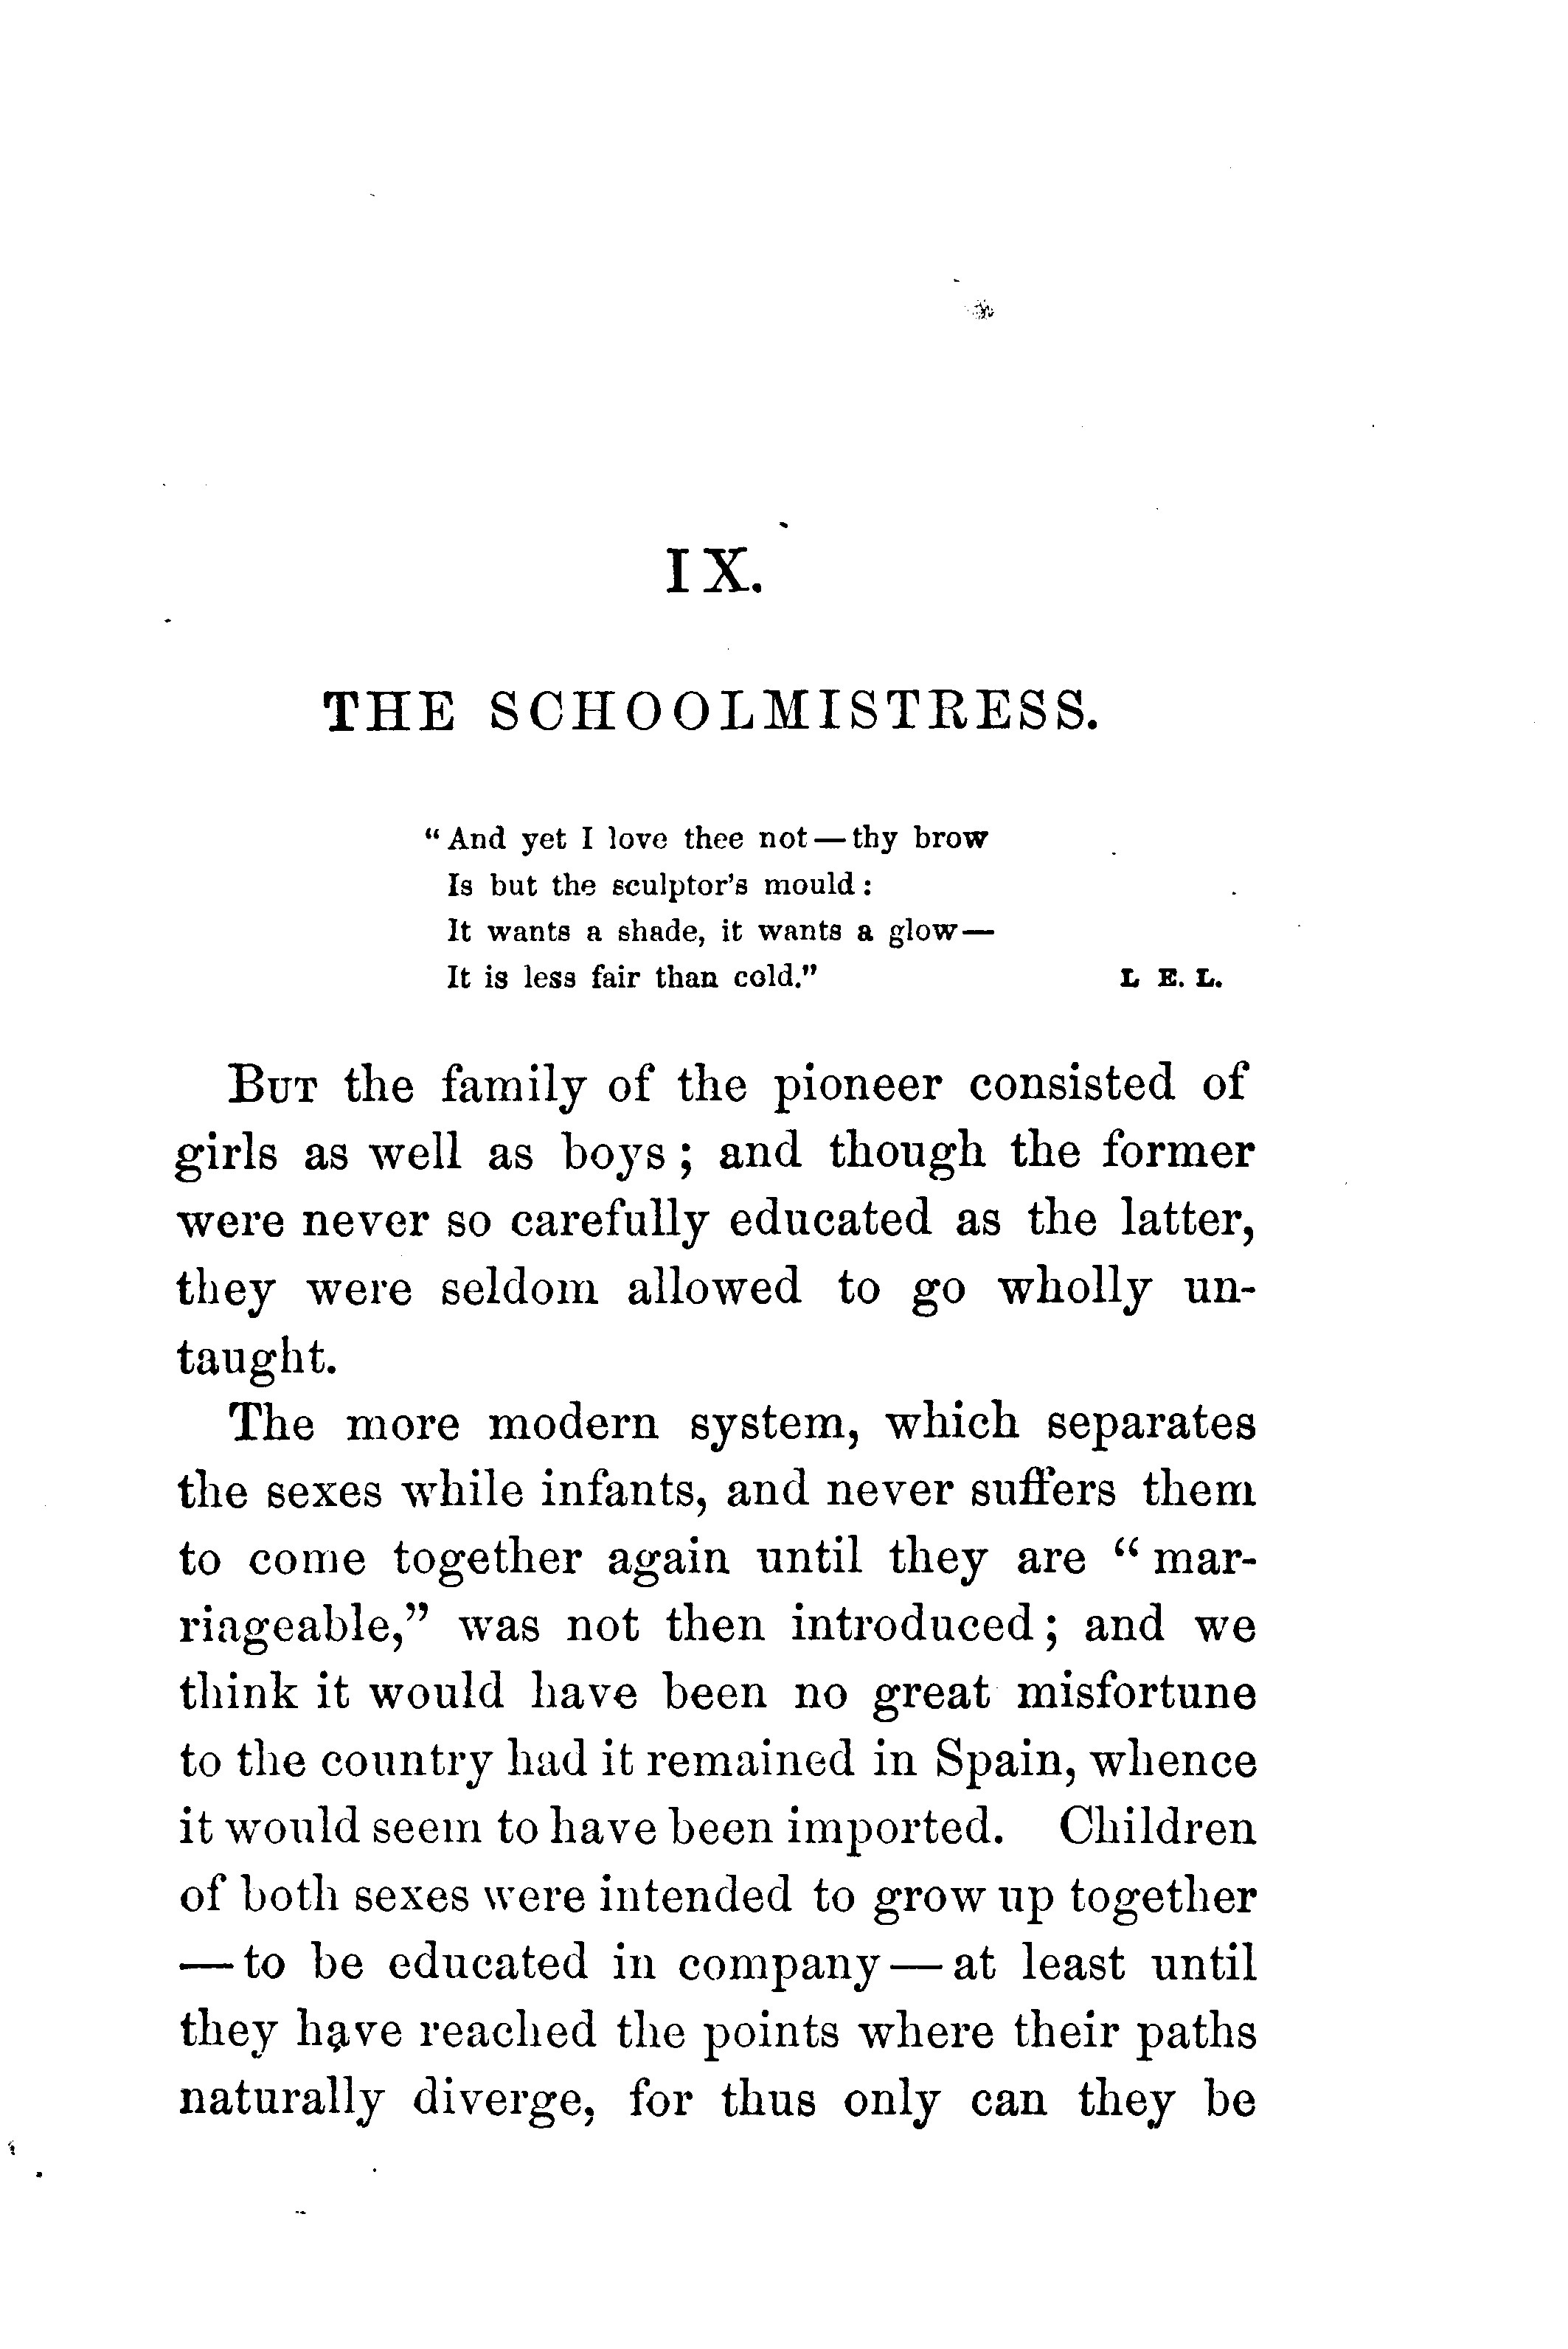 IX.
THE SCHOOLMISTRESS.
“And yet I love thee not—thy brow
Is but the sculptor’s mould:
It wants a shade, it wants a glow—
It is less fair than cold.” L E. L.
BUT the family of the pioneer consisted of
girls as well as boys; and though the former
were never so carefully educated as the latter,
they were seldom allowed to go wholly un-
taught.
The more modern system, which separates
the sexes while infants, and never suffers them
to come together again until they are “mar-
riageable,” was not then introduced; and we
think it would have been no great misfortune
to the country had it remained in Spain, whence
it would seem to have been imported. Children
of both sexes were intended to grow up together
—to be educated in company—at least until
they have reached the points where their paths
naturally diverge, for thus only can they be